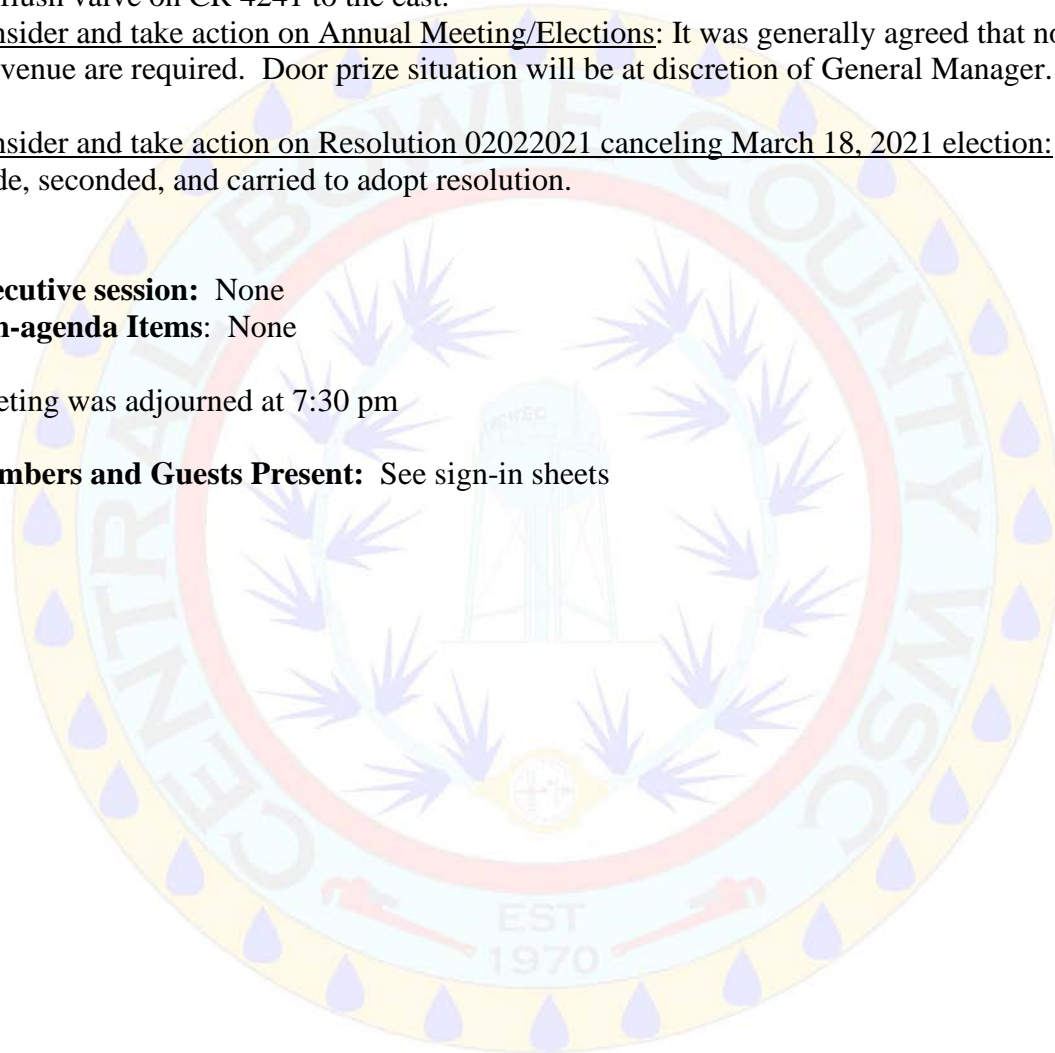 flush valve on CR 4241 to the east.
nsider and take action on Annual Meeting/Elections: It was generally agreed that no
venue are required.  Door prize situation will be at discretion of General Manager.
nsider and take action on Resolution 02022021 canceling March 18, 2021 election:
de, seconded, and carried to adopt resolution.
ecutive session:  None
n-agenda Items:  None
eting was adjourned at 7:30 pm
mbers and Guests Present:  See sign-in sheets
CENTRAL BOWIE COUNTY WSC
EST
1970